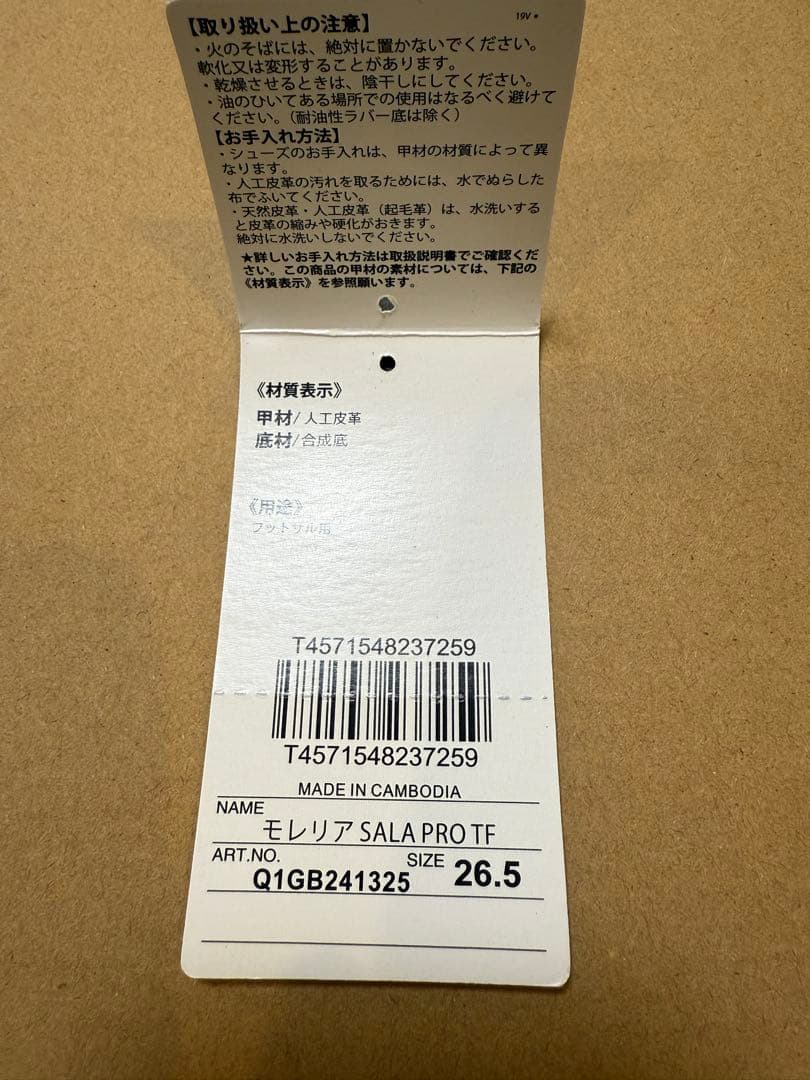 【取り扱い上の注意】
19V *
・火のそばには、絶対に置かないでください。
軟化又は変形することがあります。
・乾燥させるときは、陰干しにしてください。
・油のひいてある場所での使用はなるべく避けて
ください。（耐油性ラバー底は除く）
【お手入れ方法】
・シューズのお手入れは、甲材の材質によって異
なります。
・人工皮革の汚れを取るためには、水でぬらした
布でふいてください。
・天然皮革・人工皮革（起毛革）は、水洗いする
と皮革の縮みや硬化がおきます。
絶対に水洗いしないでください。
★詳しいお手入れ方法は取扱説明書でご確認くだ
さい。この商品の甲材の素材については、下記の
《材質表示》を参照願います。
《材質表示》
甲材/人工皮革
底材/合成底
《用途》
フットサル用
T4571548237259
T4571548237259
MADE IN CAMBODIA
NAME
モレリア SALA PRO TF
ART.NO.
SIZE
Q1GB241325
26.5